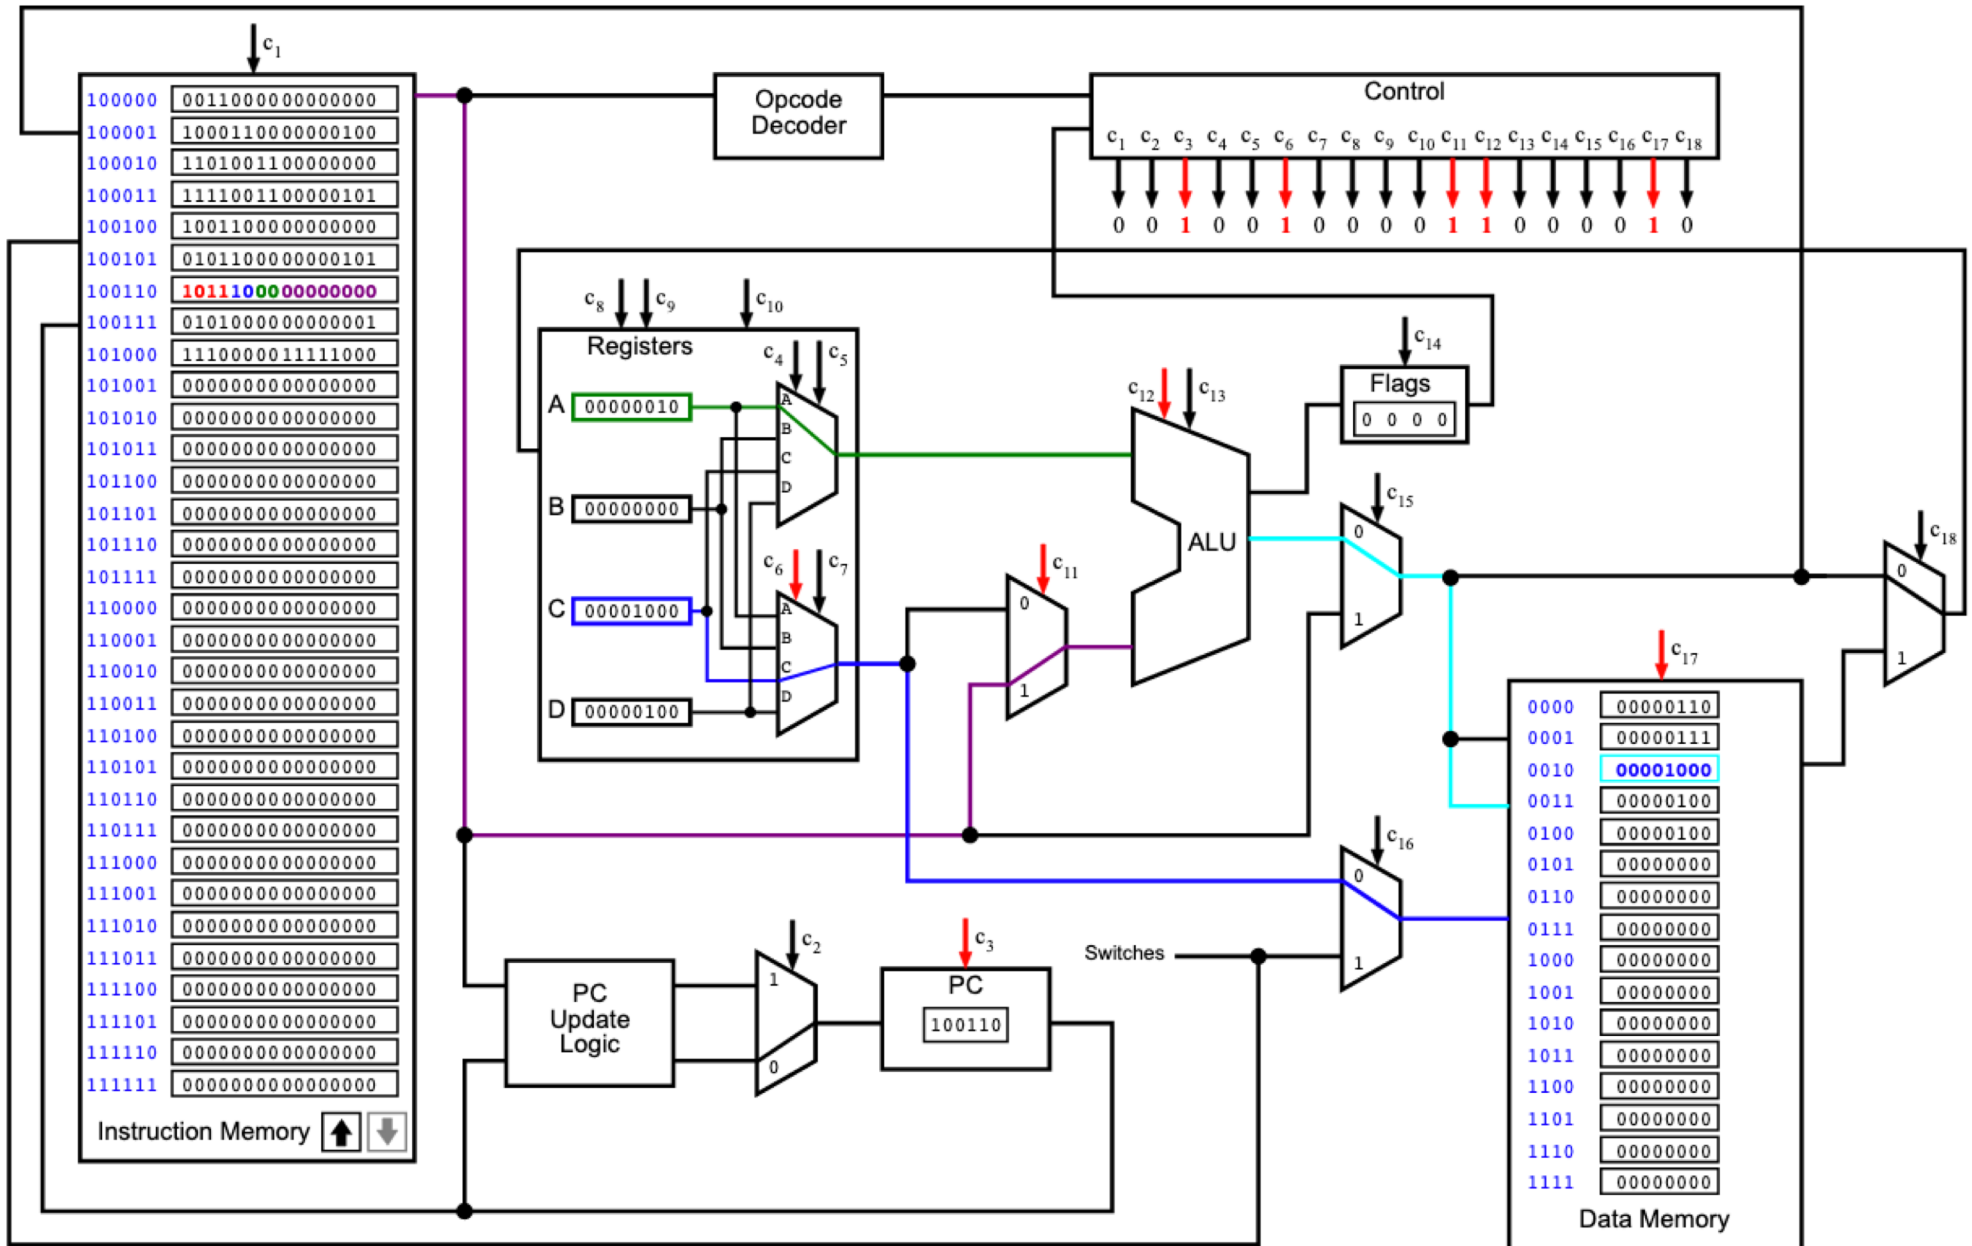 c1
100000 0011000000000000
100001 1000110000000100
100010 1101001100000000
100011 1111001100000101
100100 1001100000000000
100101 0101100000000101
100110 1011100000000000
100111 0101000000000001
101000 1110000011111000
101001 0000000000000000
101010 0000000000000000
101011 0000000000000000
101100 0000000000000000
101101 0000000000000000
101110 0000000000000000
101111 0000000000000000
110000 0000000000000000
110001 0000000000000000
110010 0000000000000000
110011 0000000000000000
110100 0000000000000000
110101 0000000000000000
110110 0000000000000000
110111 0000000000000000
111000 0000000000000000
111001 0000000000000000
111010 0000000000000000
111011 0000000000000000
111100 0000000000000000
111101 0000000000000000
111110 0000000000000000
111111 0000000000000000
Instruction Memory
Opcode
Decoder
Control
c1 c2 c3 c4 c5 c6 c7 c8 c9 c10 c11 c12 c13 c14 c15 c16 c17 c18
0 0 1 0 0 1 0 0 0 0 1 1 0 0 0 0 1 0
c8 c9 c10
Registers
c4 c5
A 00000010
B 00000000
C 00001000
D 00000100
A
B
C
D
c6 c7
A
B
C
D
c11
0
1
c12 c13
ALU
c14
Flags
0 0 0 0
c15
0
1
c16
0
1
Switches
c18
0
1
PC
Update
Logic
c2
1
0
c3
PC
100110
c17
0000 00000110
0001 00000111
0010 00001000
0011 00000100
0100 00000100
0101 00000000
0110 00000000
0111 00000000
1000 00000000
1001 00000000
1010 00000000
1011 00000000
1100 00000000
1101 00000000
1110 00000000
1111 00000000
Data Memory